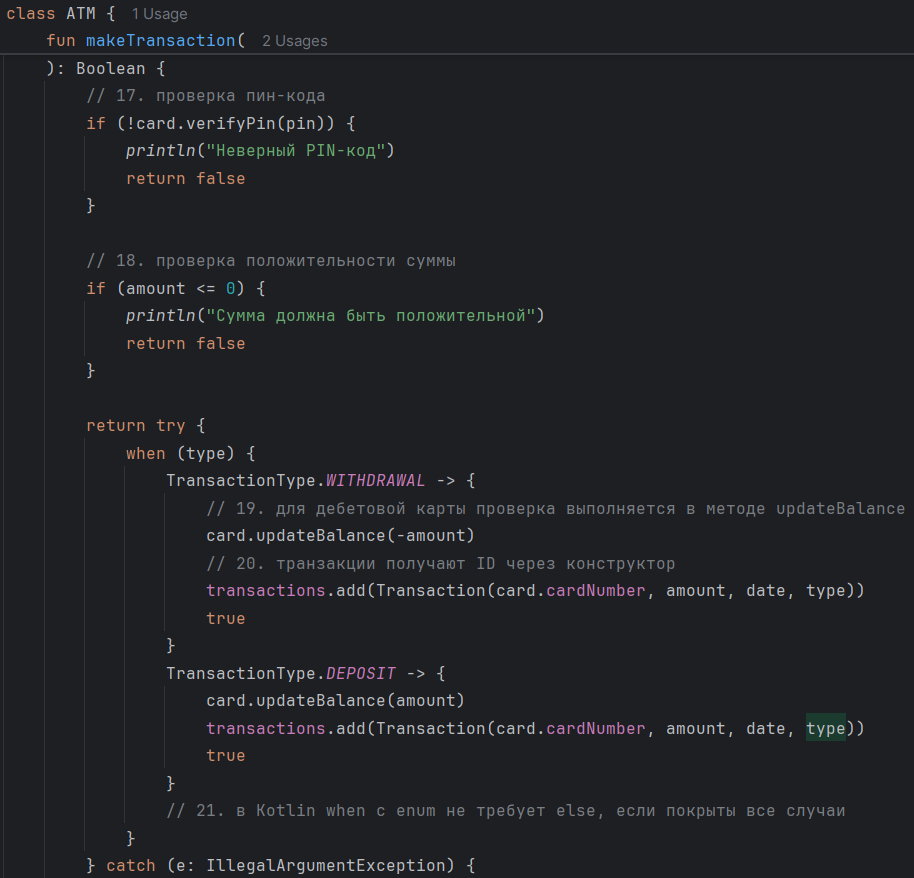 class ATM {  1 Usage
    fun makeTransaction(  2 Usages
    ): Boolean {
        // 17. проверка пин-кода
        if (!card.verifyPin(pin)) {
            println("Неверный PIN-код")
            return false
        }

        // 18. проверка положительности суммы
        if (amount <= 0) {
            println("Сумма должна быть положительной")
            return false
        }

        return try {
            when (type) {
                TransactionType.WITHDRAWAL -> {
                    // 19. для дебетовой карты проверка выполняется в методе updateBalance
                    card.updateBalance(-amount)
                    // 20. транзакции получают ID через конструктор
                    transactions.add(Transaction(card.cardNumber, amount, date, type))
                    true
                }
                TransactionType.DEPOSIT -> {
                    card.updateBalance(amount)
                    transactions.add(Transaction(card.cardNumber, amount, date, type))
                    true
                }
                // 21. в Kotlin when с enum не требует else, если покрыты все случаи
            }
        } catch (e: IllegalArgumentException) {